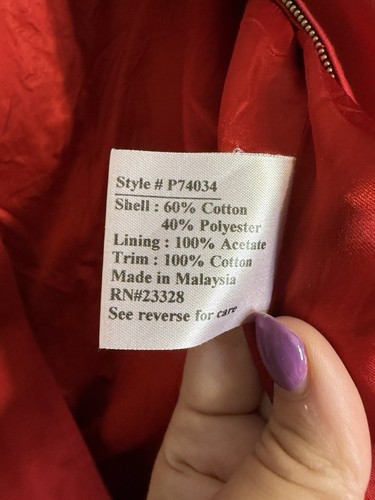 Style # P74034
Shell : 60% Cotton
40% Polyester
Lining : 100% Acetate
Trim : 100% Cotton
Made in Malaysia
RN#23328
See reverse for care